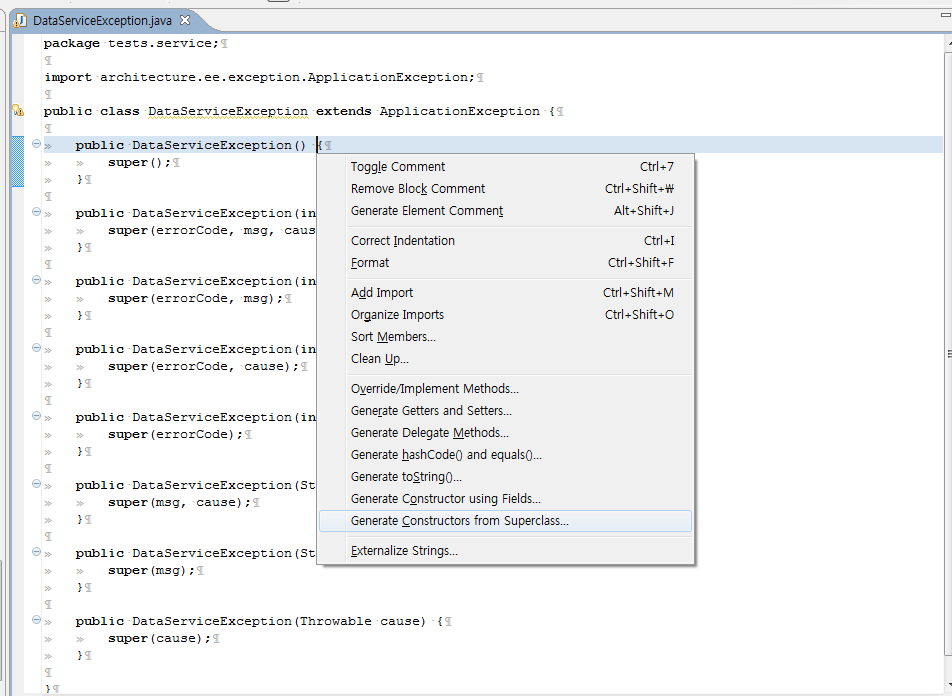 DataServiceException.java
package tests.service;¶
¶
import architecture.ee.exception.ApplicationException;¶
¶
public class DataServiceException extends ApplicationException {¶
¶
» public DataServiceException() {¶
» » super();¶
» }¶
¶
» public DataServiceException(in
» » super(errorCode, msg, caus
» }¶
¶
» public DataServiceException(in
» » super(errorCode, msg);¶
» }¶
¶
» public DataServiceException(in
» » super(errorCode, cause);¶
» }¶
¶
» public DataServiceException(in
» » super(errorCode);¶
» }¶
¶
» public DataServiceException(St
» » super(msg, cause);¶
» }¶
¶
» public DataServiceException(St
» » super(msg);¶
» }¶
¶
» public DataServiceException(Throwable cause) {¶
» » super(cause);¶
» }¶
¶
}¶
Toggle Comment Ctrl+7
Remove Block Comment Ctrl+Shift+₩
Generate Element Comment Alt+Shift+J
Correct Indentation Ctrl+I
Format Ctrl+Shift+F
Add Import Ctrl+Shift+M
Organize Imports Ctrl+Shift+O
Sort Members...
Clean Up...
Override/Implement Methods...
Generate Getters and Setters...
Generate Delegate Methods...
Generate hashCode() and equals()...
Generate toString()...
Generate Constructor using Fields...
Generate Constructors from Superclass...
Externalize Strings...